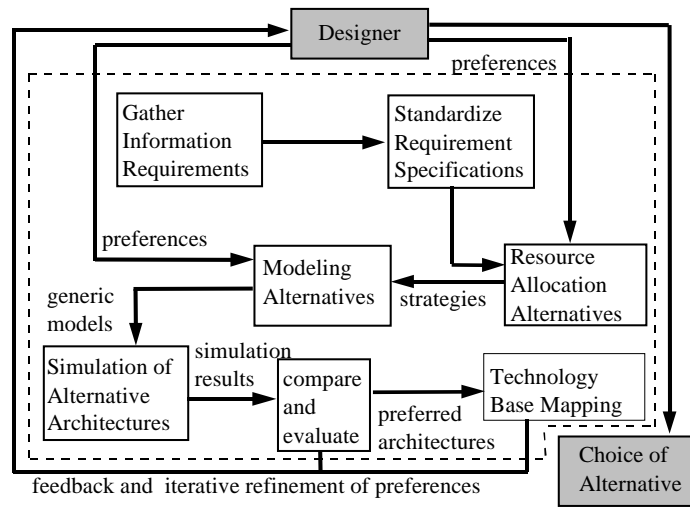 Designer
preferences
Gather
Information
Requirements
Standardize
Requirement
Specifications
preferences
Modeling
Alternatives
strategies
Resource
Allocation
Alternatives
generic
models
Simulation of
Alternative
Architectures
simulation
results
compare
and
evaluate
preferred
architectures
Technology
Base Mapping
Choice of
Alternative
feedback and iterative refinement of preferences